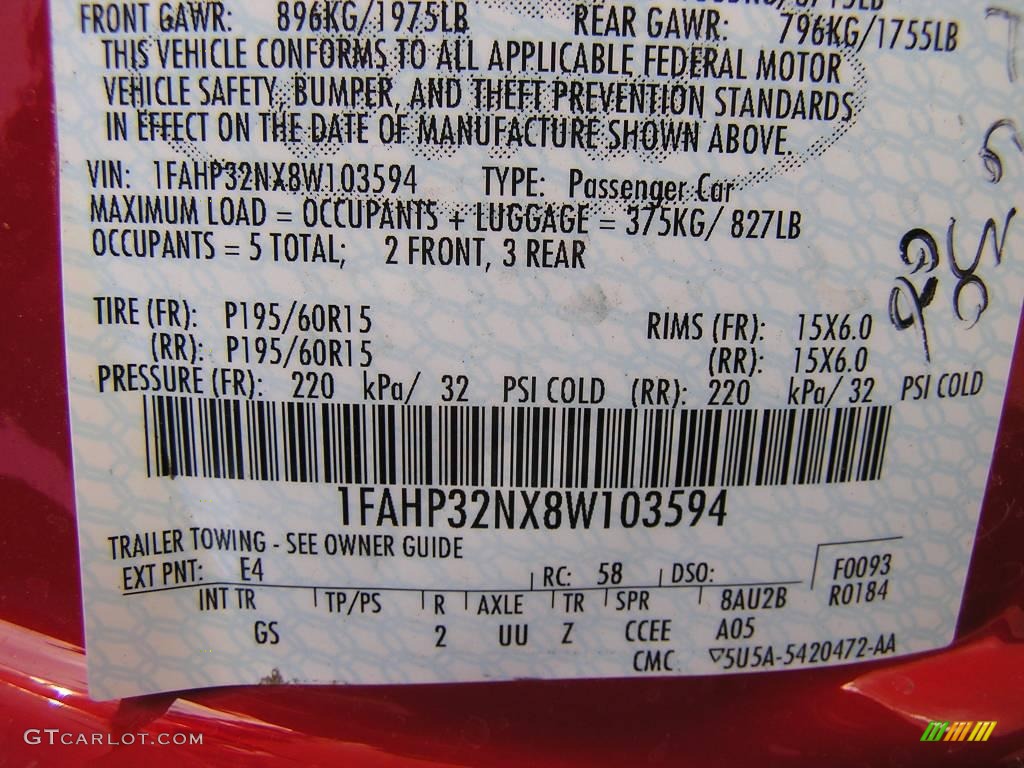 FRONT GAWR: 896KG/1975LB REAR GAWR: 796KG/1755LB
THIS VEHICLE CONFORMS TO ALL APPLICABLE FEDERAL MOTOR
VEHICLE SAFETY, BUMPER, AND THEFT PREVENTION STANDARDS
IN EFFECT ON THE DATE OF MANUFACTURE SHOWN ABOVE.
VIN: 1FAHP32NX8W103594 TYPE: Passenger Car
MAXIMUM LOAD = OCCUPANTS + LUGGAGE = 375KG/ 827LB
OCCUPANTS = 5 TOTAL; 2 FRONT, 3 REAR
TIRE (FR): P195/60R15 RIMS (FR): 15X6.0
(RR): P195/60R15 (RR): 15X6.0
PRESSURE (FR): 220 kPa/ 32 PSI COLD (RR): 220 kPa/ 32 PSI COLD
1FAHP32NX8W103594
TRAILER TOWING - SEE OWNER GUIDE
EXT PNT: E4 RC: 58 DSO: F0093
INT TR TP/PS R AXLE TR SPR 8AU2B R0184
GS 2 UU Z CCEE A05
CMC 5U5A-5420472-AA
GTCARLOT.COM